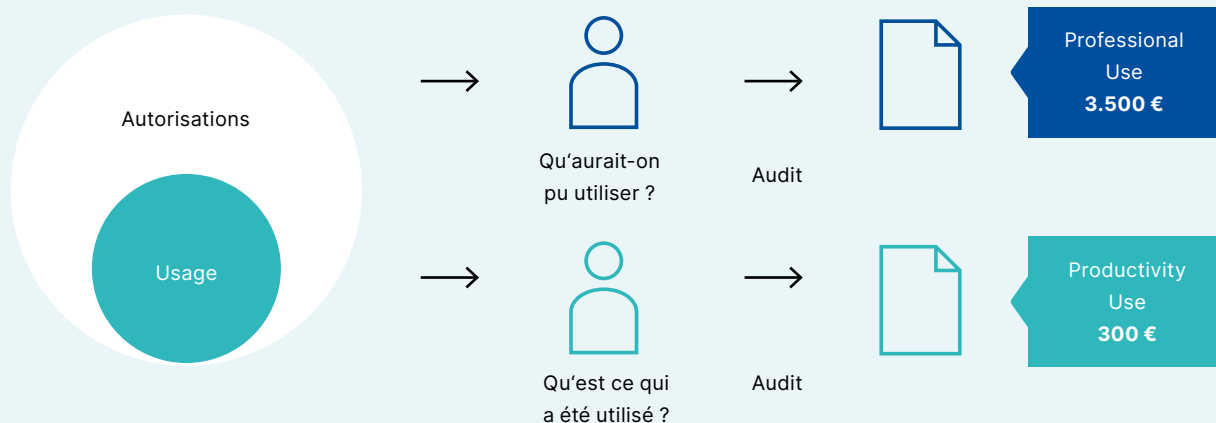 Autorisations
Usage
Qu‘aurait-on
pu utiliser ?
Audit
Professional
Use
3.500 €
Qu‘est ce qui
a été utilisé ?
Audit
Productivity
Use
300 €